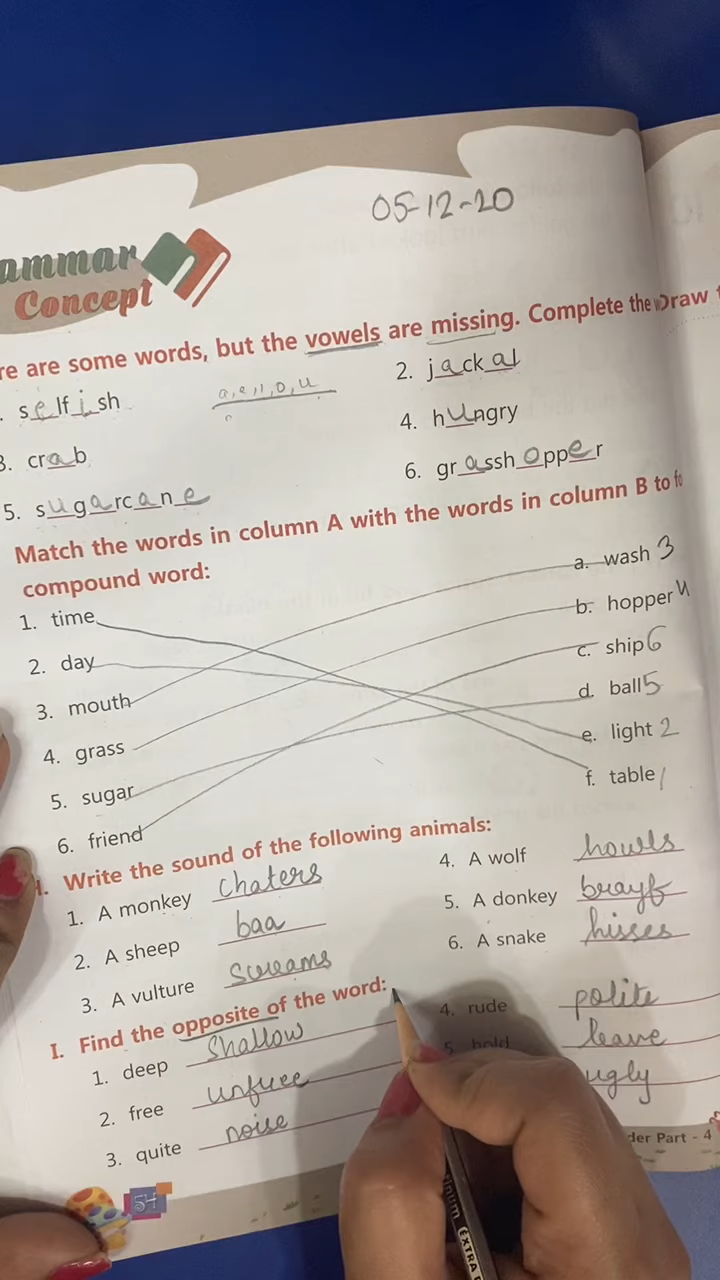 05-12-20
ammar
Concept
re are some words, but the vowels are missing. Complete the Draw
s e lf i sh
a, e, i, o, u
2. j a ck a l
3. cr a b
4. h u ngry
5. s u g a rc a n e
6. gr a ssh o pp e r
Match the words in column A with the words in column B to fo
compound word:
1. time
a. wash 3
2. day
b. hopper 4
3. mouth
c. ship 6
4. grass
d. ball 5
5. sugar
e. light 2
6. friend
f. table 1
H. Write the sound of the following animals:
1. A monkey chaters
4. A wolf howls
2. A sheep baa
5. A donkey
3. A vulture screams
6. A snake hisses
I. Find the opposite of the word:
1. deep shallow
4. rude polite
2. free unfree
5. hold leave
3. quite noise
ugly
54
der Part - 4